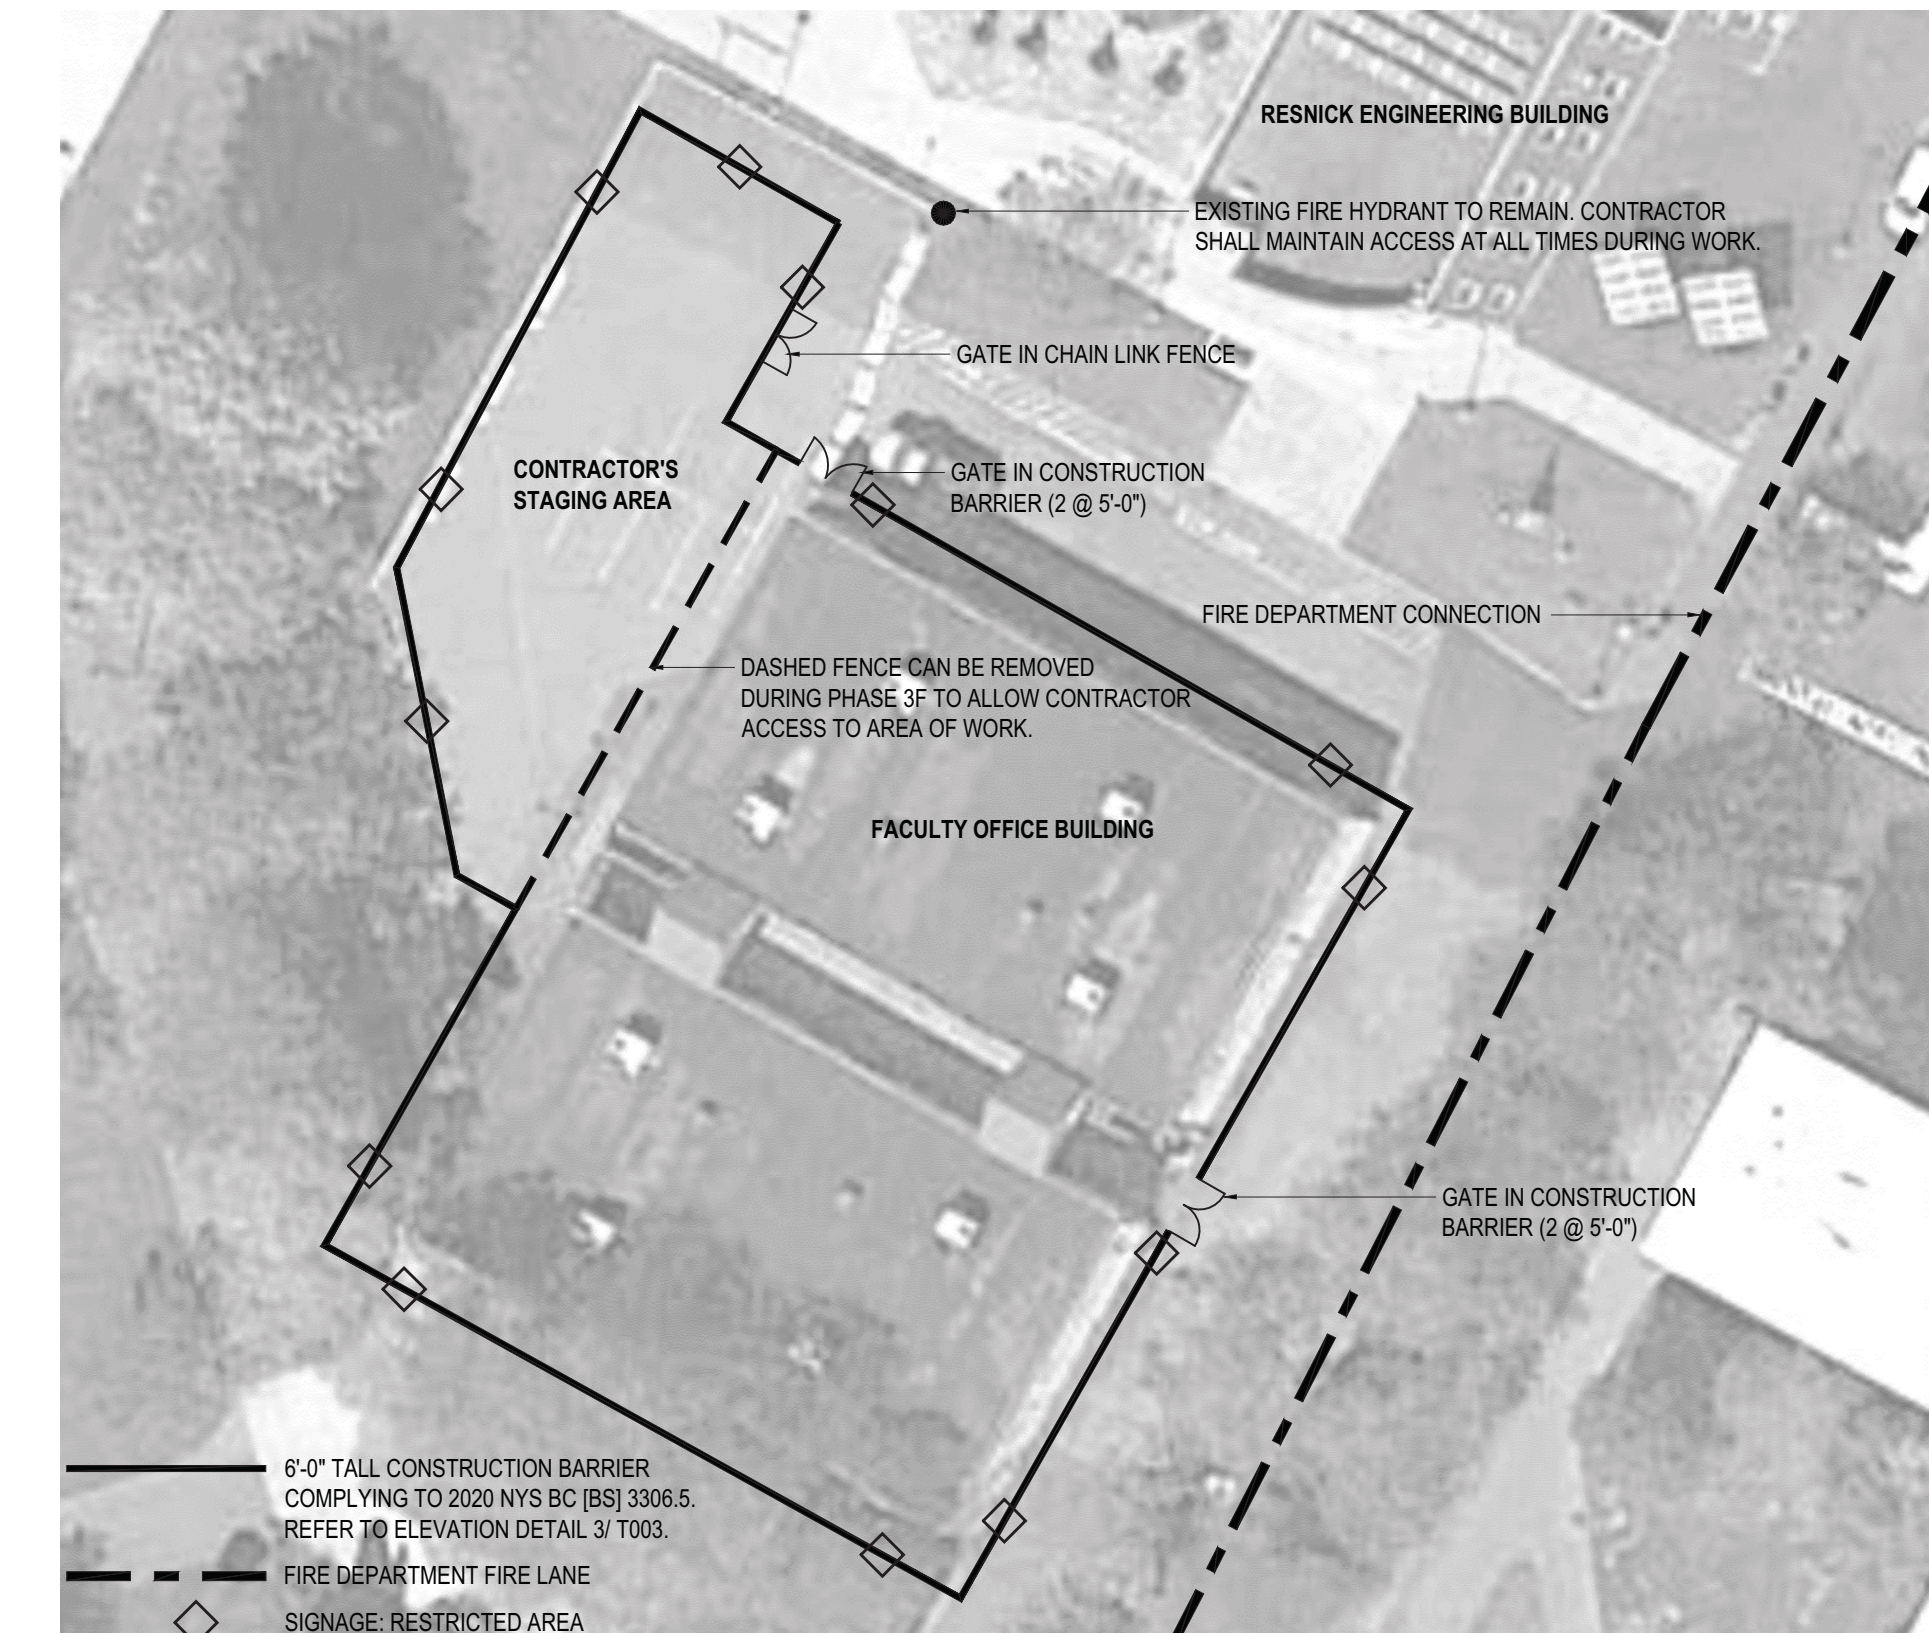 RESNICK ENGINEERING BUILDING
EXISTING FIRE HYDRANT TO REMAIN. CONTRACTOR
SHALL MAINTAIN ACCESS AT ALL TIMES DURING WORK.
GATE IN CHAIN LINK FENCE
CONTRACTOR'S
STAGING AREA
GATE IN CONSTRUCTION
BARRIER (2 @ 5'-0")
FIRE DEPARTMENT CONNECTION
DASHED FENCE CAN BE REMOVED
DURING PHASE 3F TO ALLOW CONTRACTOR
ACCESS TO AREA OF WORK.
FACULTY OFFICE BUILDING
GATE IN CONSTRUCTION
BARRIER (2 @ 5'-0")
6'-0" TALL CONSTRUCTION BARRIER
COMPLYING TO 2020 NYS BC [BS] 3306.5.
REFER TO ELEVATION DETAIL 3/ T003.
FIRE DEPARTMENT FIRE LANE
SIGNAGE: RESTRICTED AREA